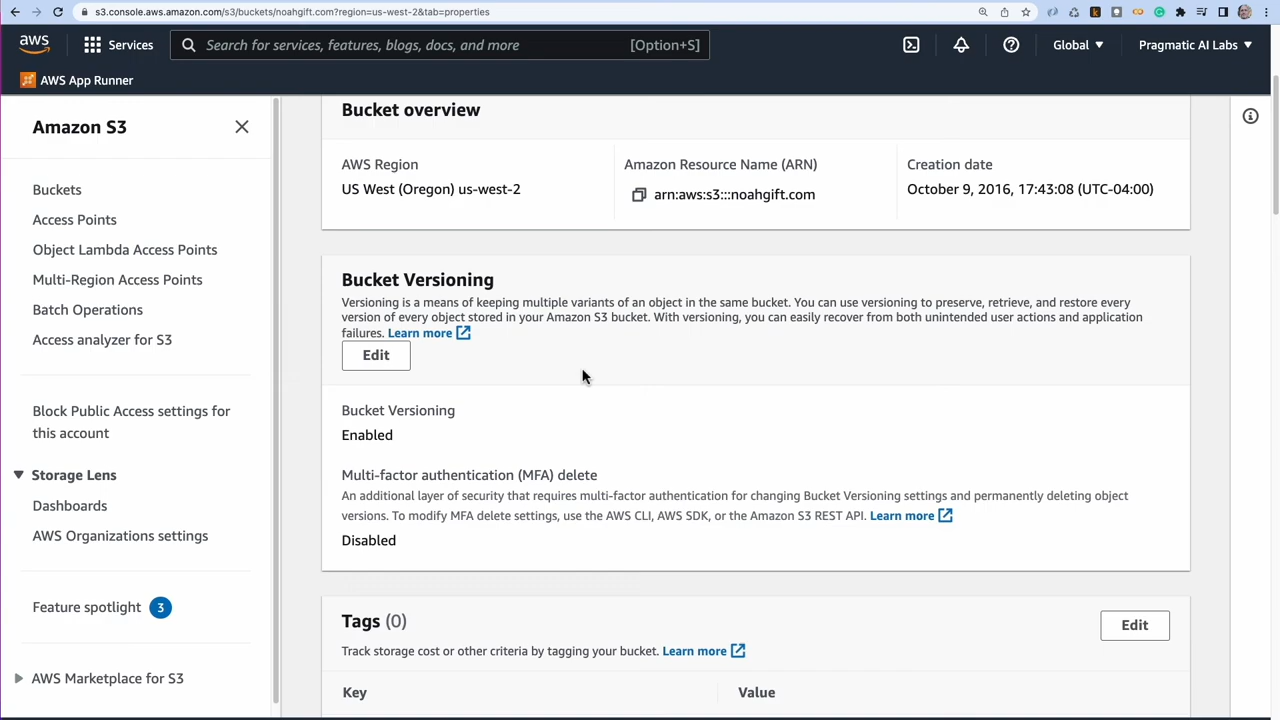 s3.console.aws.amazon.com/s3/buckets/noahgift.com?region=us-west-2&tab=properties
aws
Services
Search for services, features, blogs, docs, and more
[Option+S]
Global
Pragmatic AI Labs
AWS App Runner
Amazon S3
Buckets
Access Points
Object Lambda Access Points
Multi-Region Access Points
Batch Operations
Access analyzer for S3
Block Public Access settings for
this account
Storage Lens
Dashboards
AWS Organizations settings
Feature spotlight 3
AWS Marketplace for S3
Bucket overview
AWS Region
US West (Oregon) us-west-2
Amazon Resource Name (ARN)
arn:aws:s3:::noahgift.com
Creation date
October 9, 2016, 17:43:08 (UTC-04:00)
Bucket Versioning
Versioning is a means of keeping multiple variants of an object in the same bucket. You can use versioning to preserve, retrieve, and restore every
version of every object stored in your Amazon S3 bucket. With versioning, you can easily recover from both unintended user actions and application
failures. Learn more
Edit
Bucket Versioning
Enabled
Multi-factor authentication (MFA) delete
An additional layer of security that requires multi-factor authentication for changing Bucket Versioning settings and permanently deleting object
versions. To modify MFA delete settings, use the AWS CLI, AWS SDK, or the Amazon S3 REST API. Learn more
Disabled
Tags (0)
Edit
Track storage cost or other criteria by tagging your bucket. Learn more
Key
Value